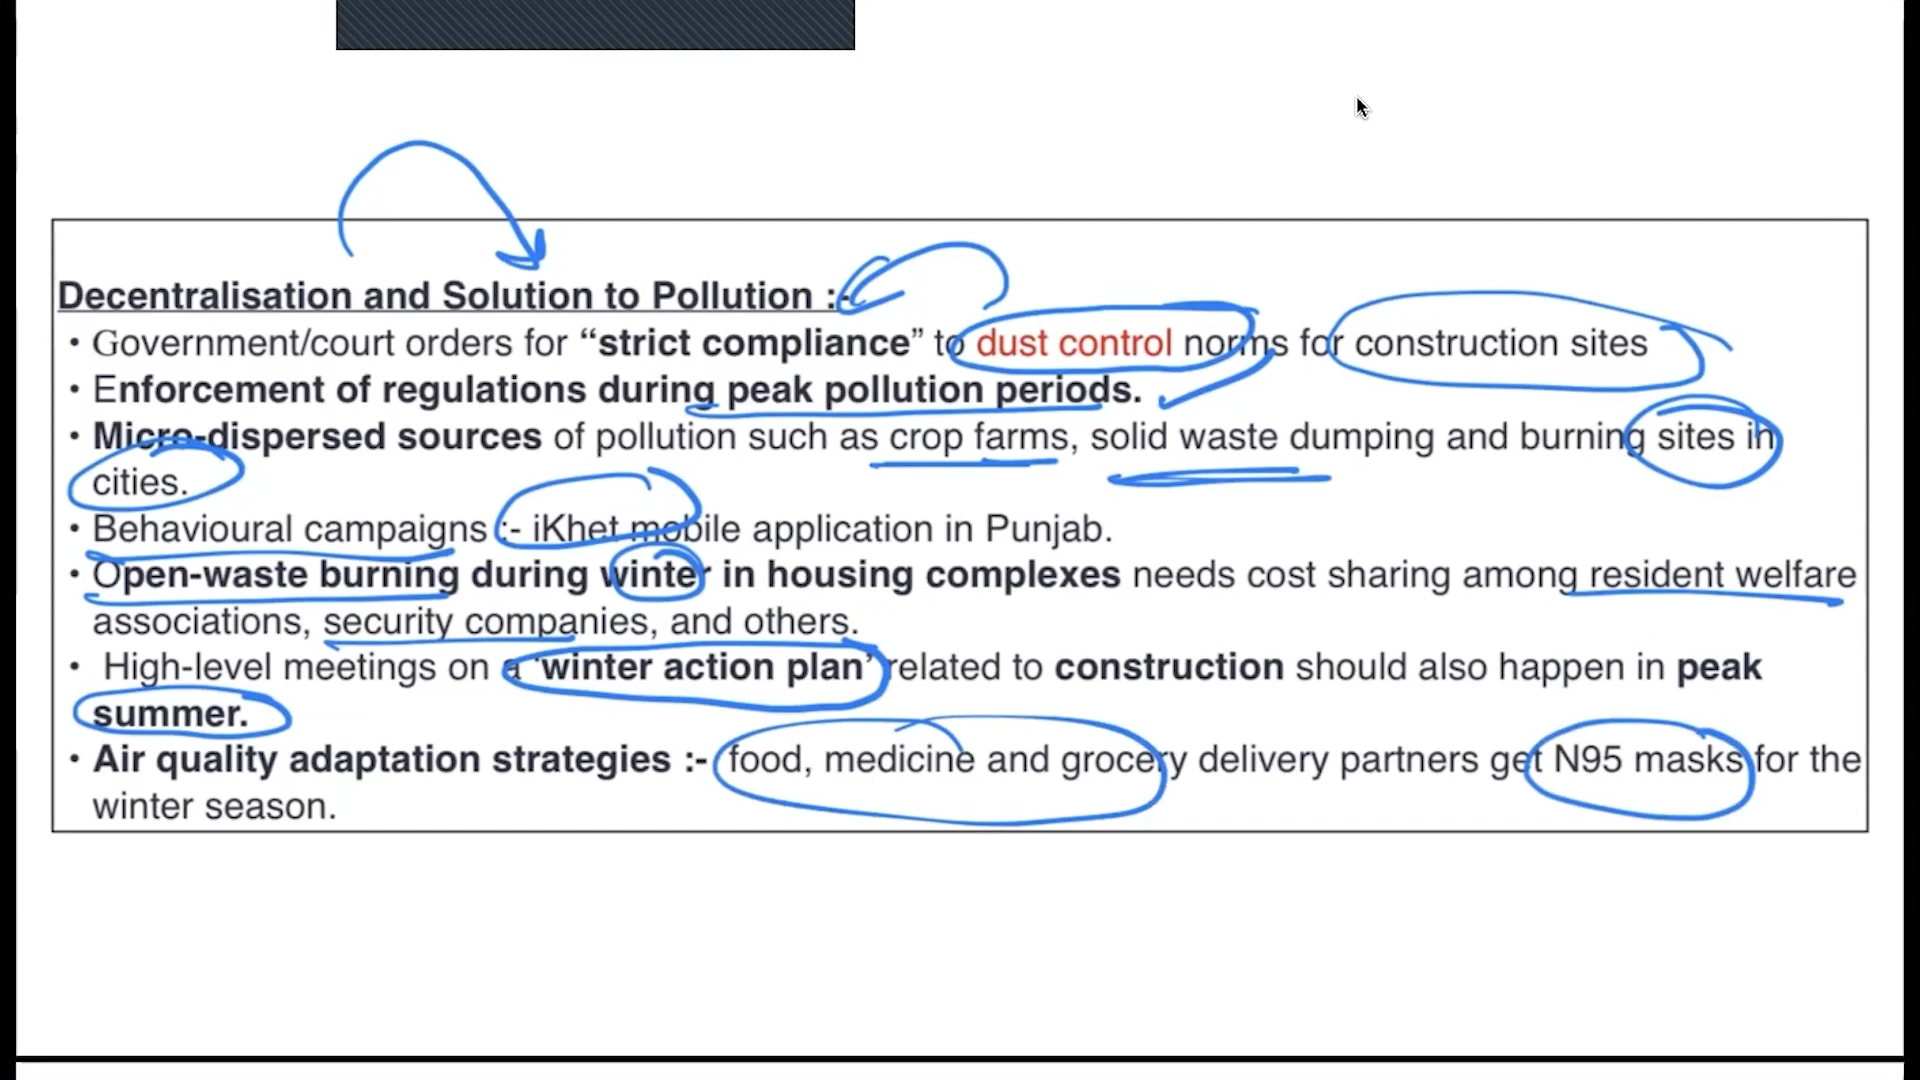 Decentralisation and Solution to Pollution :-
• Government/court orders for “strict compliance” to dust control norms for construction sites
• Enforcement of regulations during peak pollution periods.
• Micro-dispersed sources of pollution such as crop farms, solid waste dumping and burning sites in
cities.
• Behavioural campaigns :- iKhet mobile application in Punjab.
• Open-waste burning during winter in housing complexes needs cost sharing among resident welfare
associations, security companies, and others.
• High-level meetings on a ‘winter action plan’ related to construction should also happen in peak
summer.
• Air quality adaptation strategies :- food, medicine and grocery delivery partners get N95 masks for the
winter season.